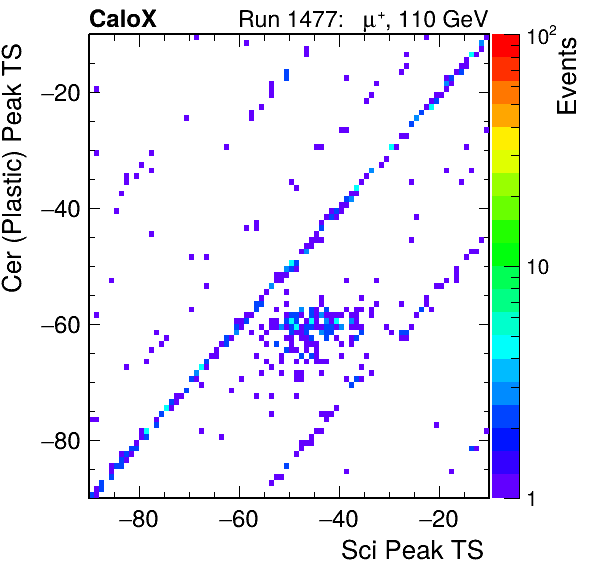 CaloX Run 1477: μ⁺, 110 GeV
Cer (Plastic) Peak TS
−20
−40
−60
−80
−80 −60 −40 −20
Sci Peak TS
10²
10
1
Events